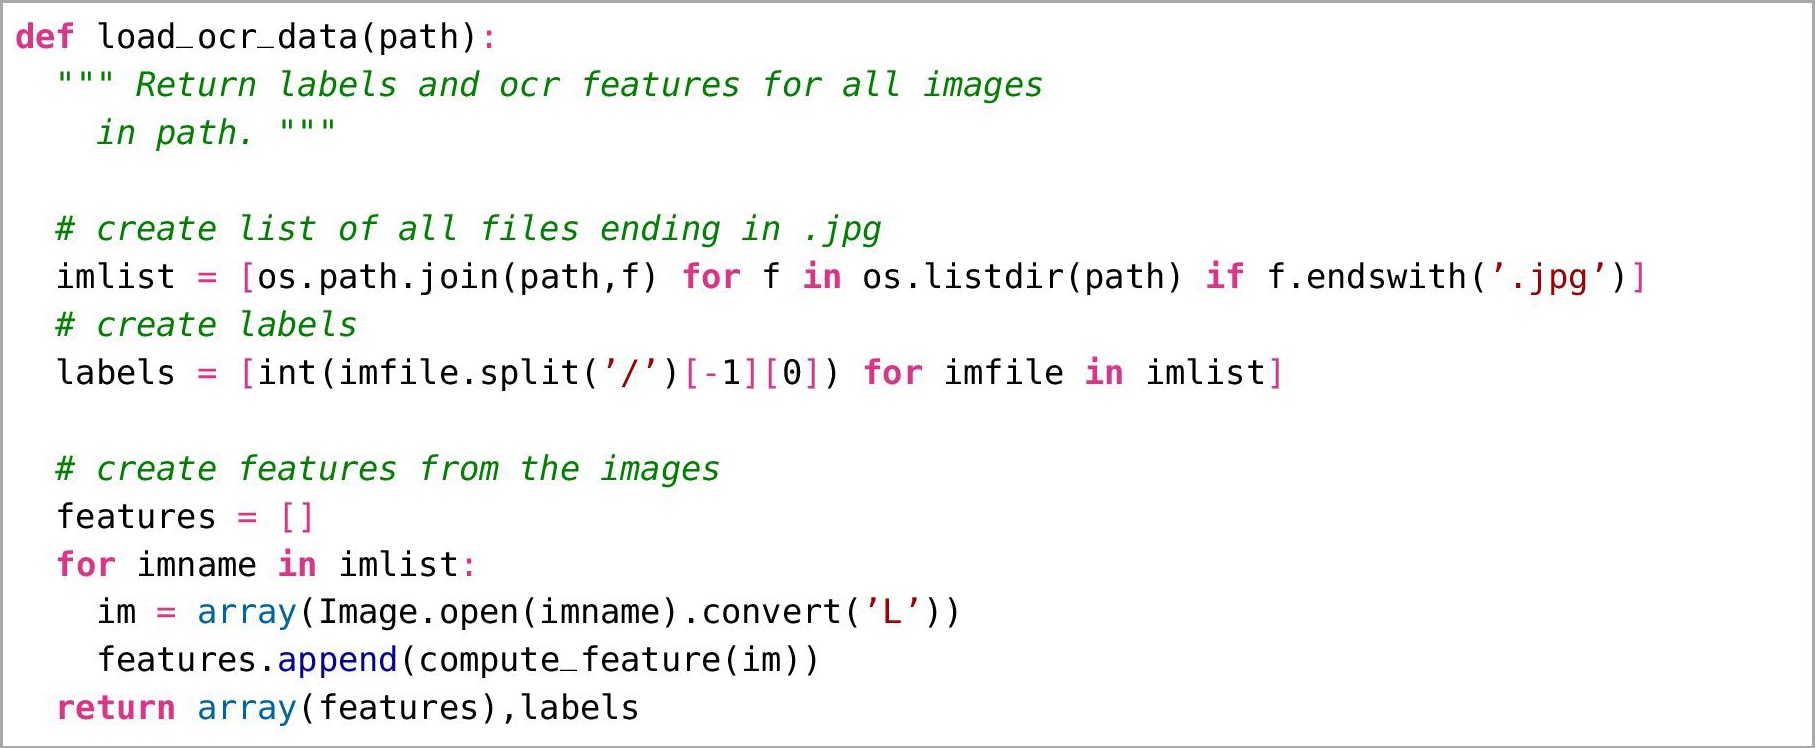 def load_ocr_data(path):
  """ Return labels and ocr features for all images
    in path. """

  # create list of all files ending in .jpg
  imlist = [os.path.join(path,f) for f in os.listdir(path) if f.endswith(’.jpg’)]
  # create labels
  labels = [int(imfile.split(’/’)[-1][0]) for imfile in imlist]

  # create features from the images
  features = []
  for imname in imlist:
    im = array(Image.open(imname).convert(’L’))
    features.append(compute_feature(im))
  return array(features),labels